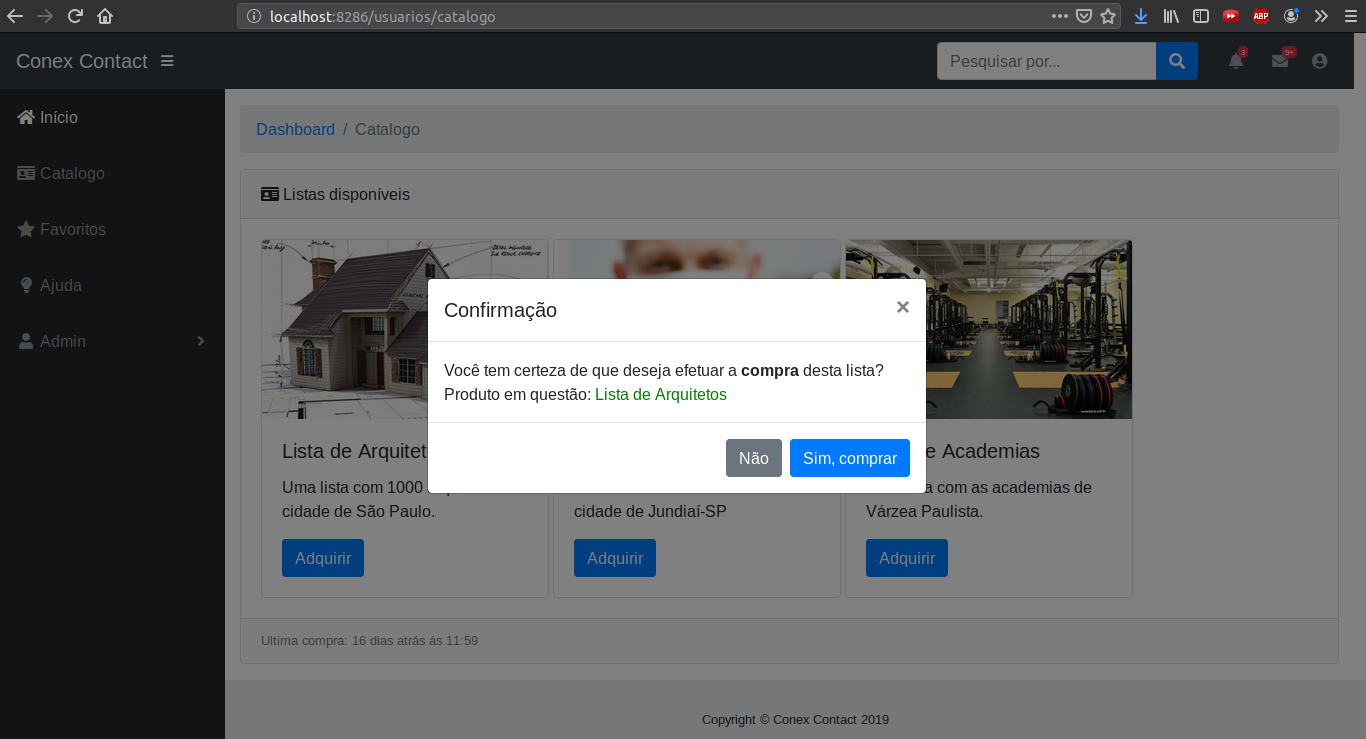 localhost:8286/usuarios/catalogo
ABP
Conex Contact
Pesquisar por...
3
9+
Início
Catalogo
Favoritos
Ajuda
Admin
Dashboard / Catalogo
Listas disponíveis
Confirmação
×
Você tem certeza de que deseja efetuar a compra desta lista?
Produto em questão: Lista de Arquitetos
Não
Sim, comprar
Lista de Arquitet
Uma lista com 1000
cidade de São Paulo.
Adquirir
cidade de Jundiaí-SP
Adquirir
e Academias
a com as academias de
Várzea Paulista.
Adquirir
Ultima compra: 16 dias atrás ás 11:59
Copyright © Conex Contact 2019